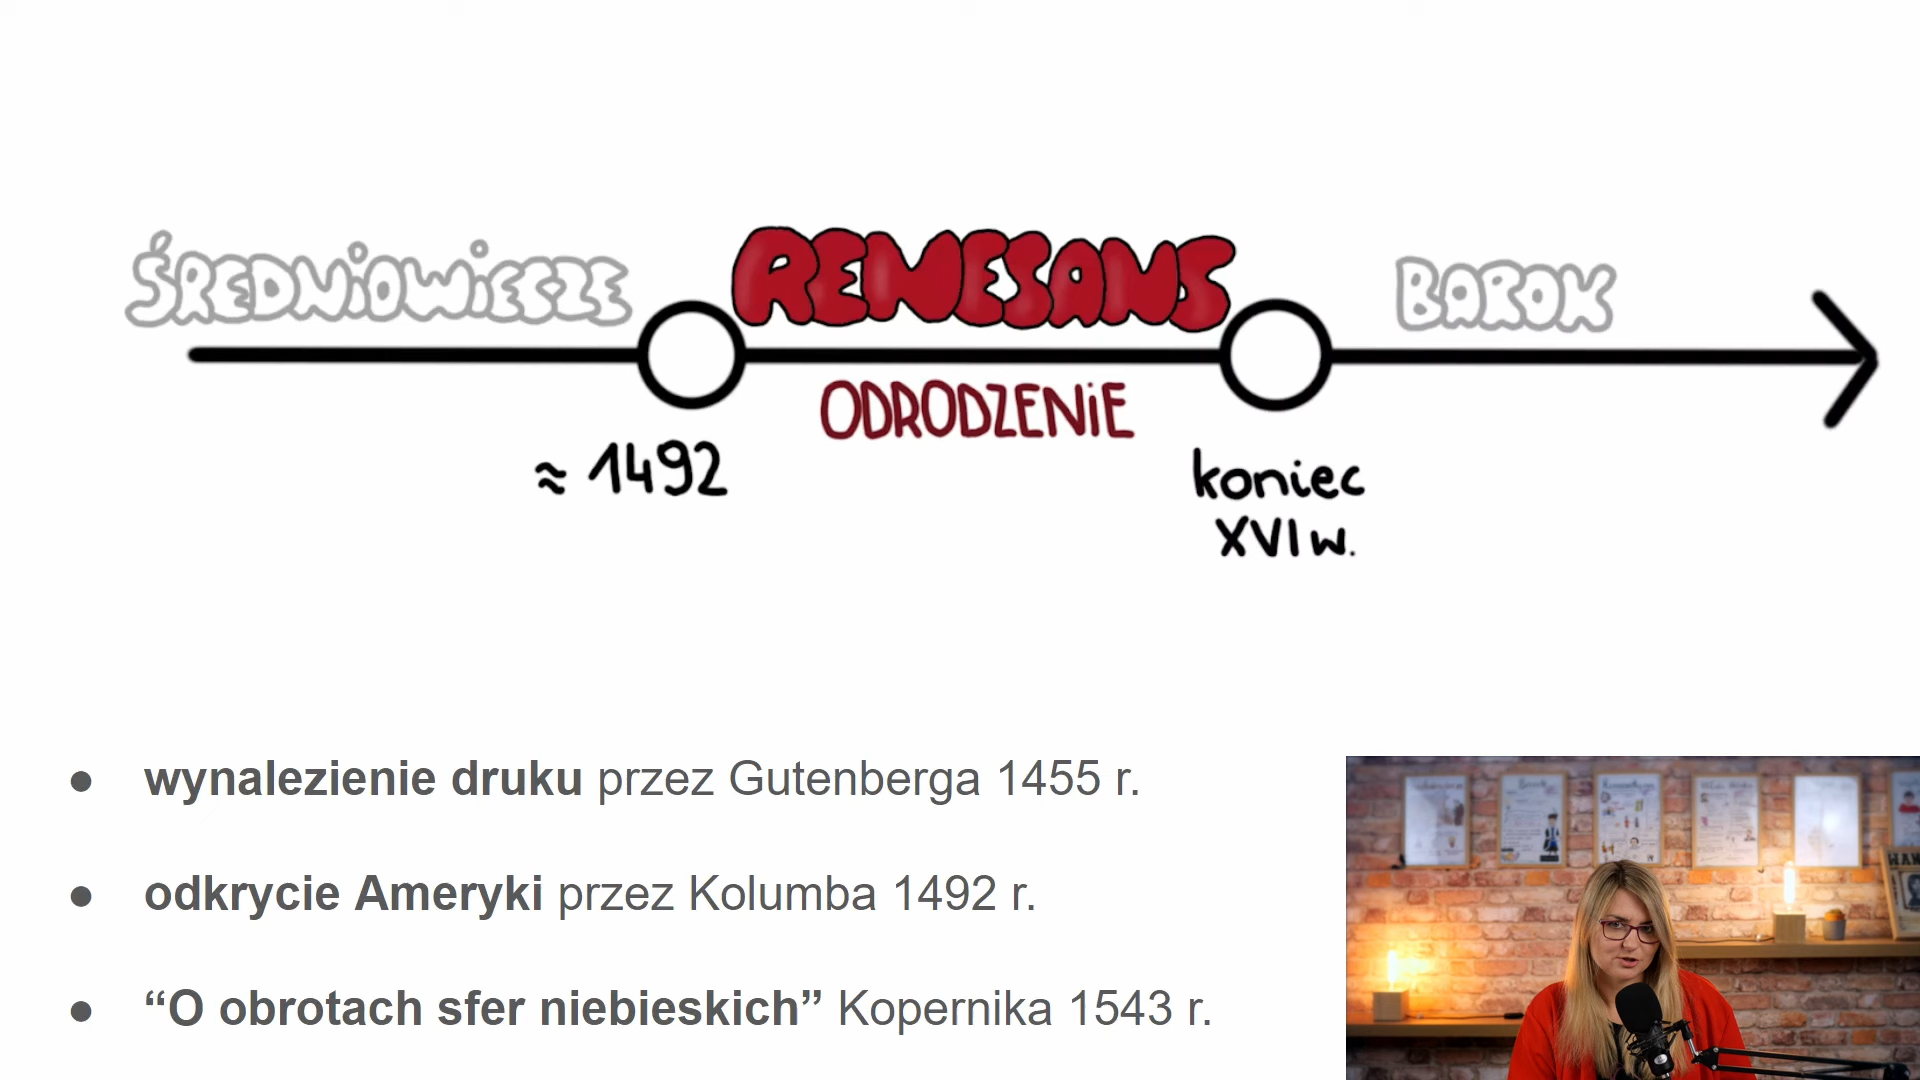 ŚREDNIOWIECZE RENESANS BAROK
ODRODZENIE
≈ 1492
koniec
XVI w.
● wynalezienie druku przez Gutenberga 1455 r.
● odkrycie Ameryki przez Kolumba 1492 r.
● “O obrotach sfer niebieskich” Kopernika 1543 r.